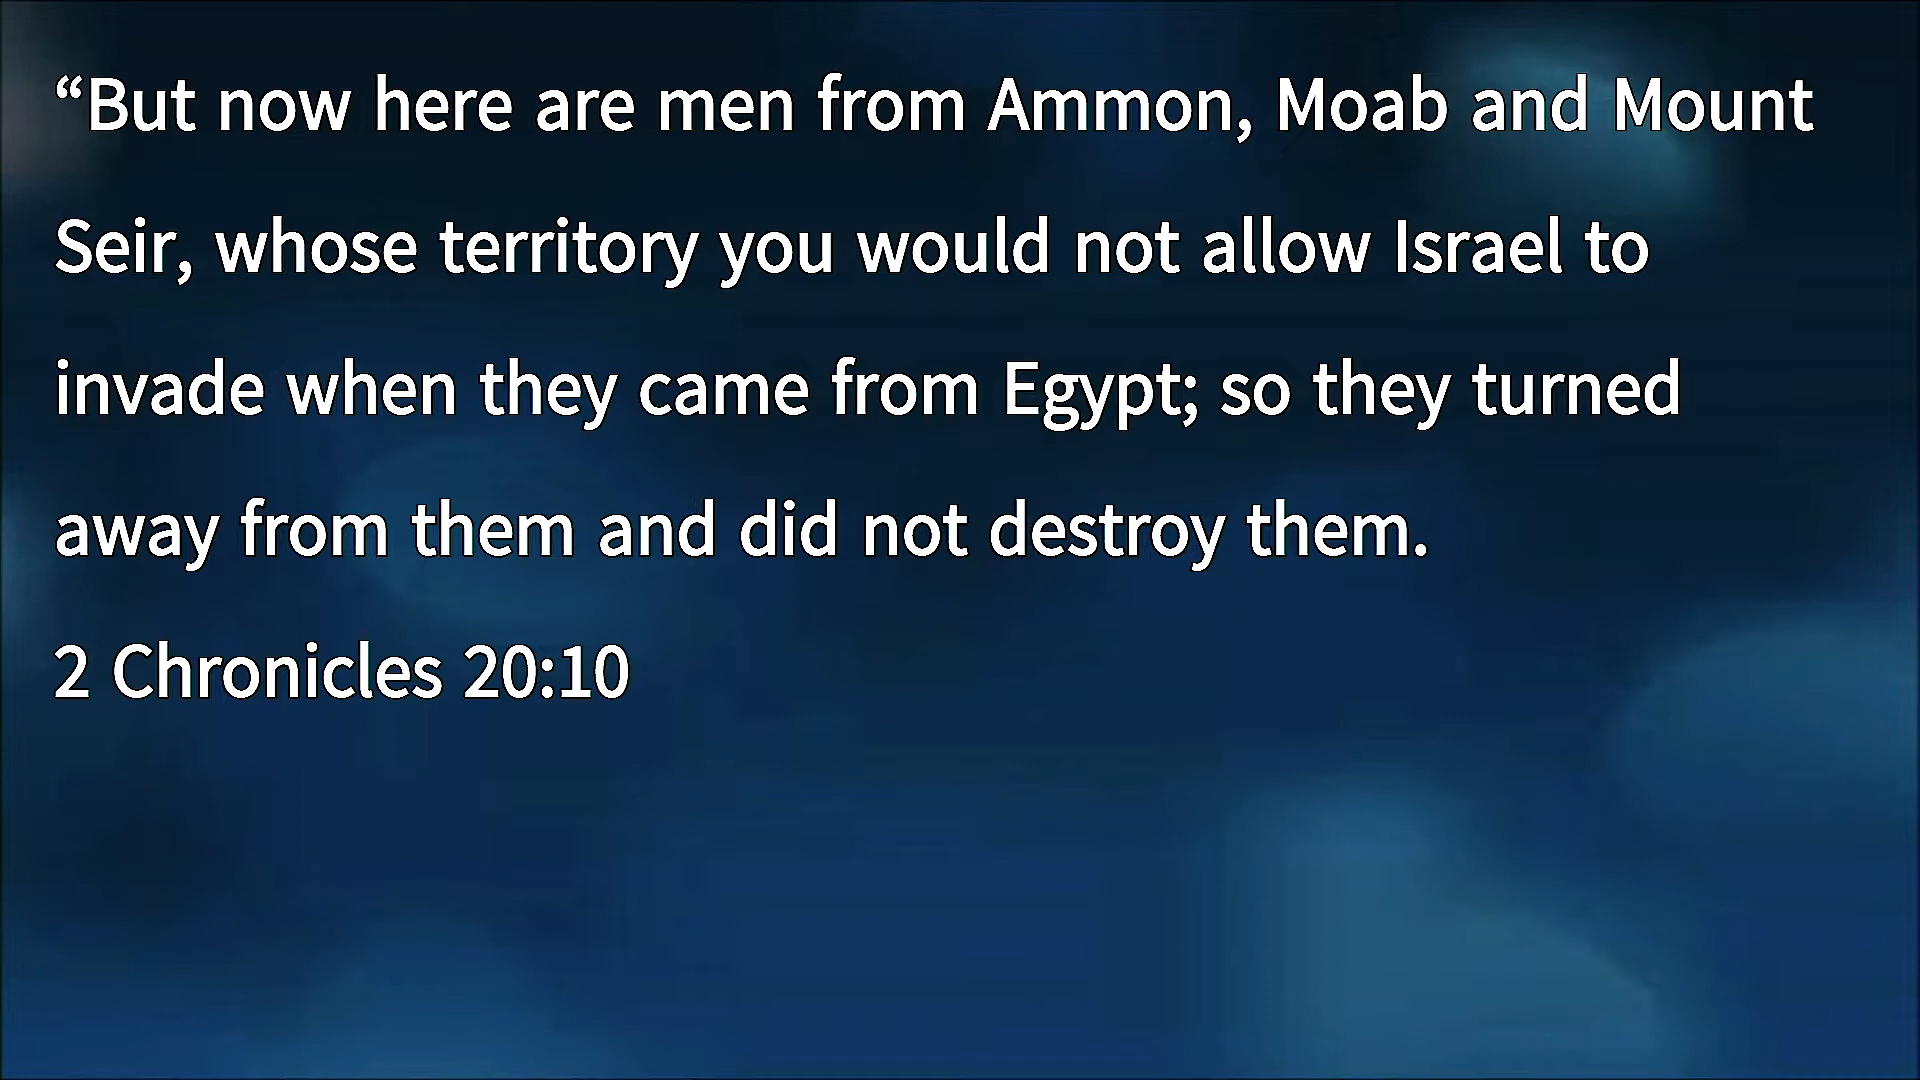 “But now here are men from Ammon, Moab and Mount
Seir, whose territory you would not allow Israel to
invade when they came from Egypt; so they turned
away from them and did not destroy them.
2 Chronicles 20:10